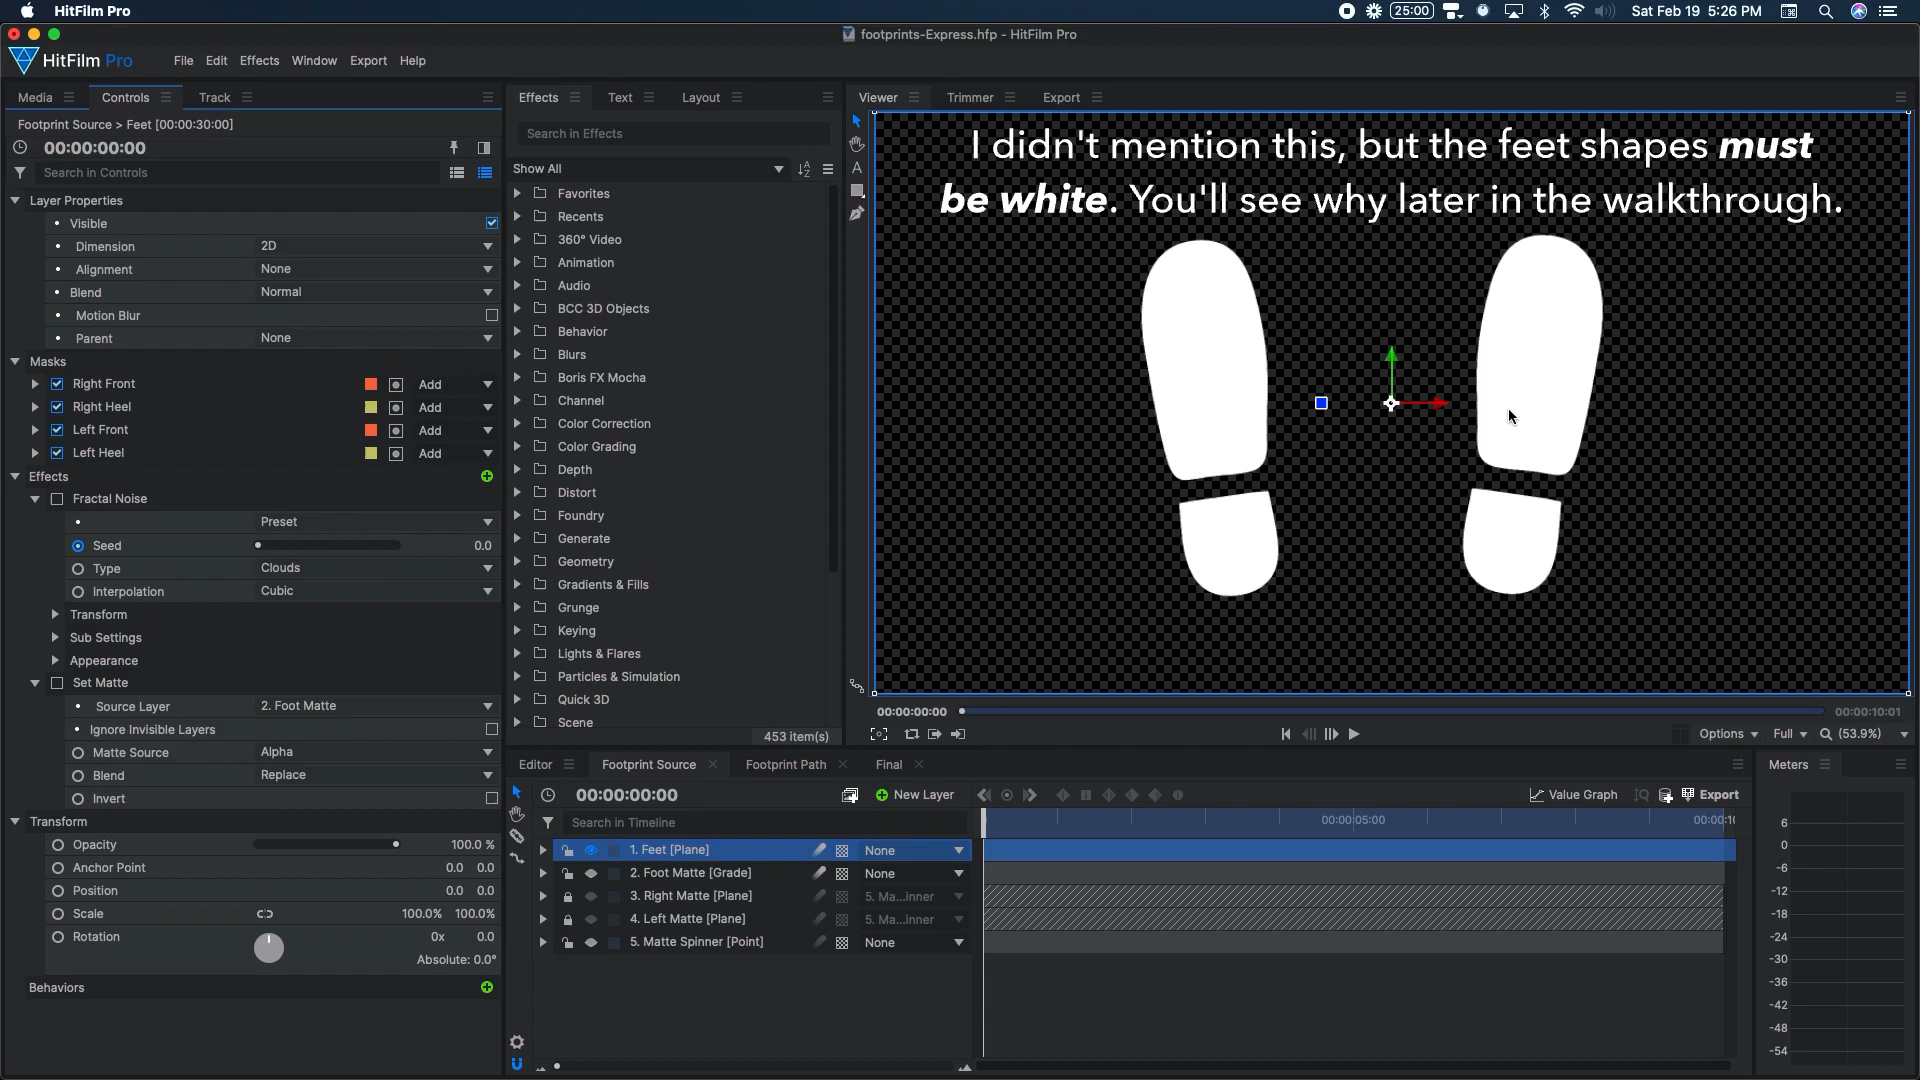 HitFilm Pro
25:00
Sat Feb 19 5:26 PM
footprints-Express.hfp - HitFilm Pro
HitFilm Pro
File Edit Effects Window Export Help
Media Controls Track
Footprint Source > Feet [00:00:30:00]
00:00:00:00
Search in Controls
Layer Properties
Visible
Dimension 2D
Alignment None
Blend Normal
Motion Blur
Parent None
Masks
Right Front Add
Right Heel Add
Left Front Add
Left Heel Add
Effects
Fractal Noise
Preset
Seed 0.0
Type Clouds
Interpolation Cubic
Transform
Sub Settings
Appearance
Set Matte
Source Layer 2. Foot Matte
Ignore Invisible Layers
Matte Source Alpha
Blend Replace
Invert
Transform
Opacity 100.0 %
Anchor Point 0.0 0.0
Position 0.0 0.0
Scale 100.0% 100.0%
Rotation 0x 0.0
Absolute: 0.0°
Behaviors
Effects Text Layout
Search in Effects
Show All
Favorites
Recents
360° Video
Animation
Audio
BCC 3D Objects
Behavior
Blurs
Boris FX Mocha
Channel
Color Correction
Color Grading
Depth
Distort
Foundry
Generate
Geometry
Gradients & Fills
Grunge
Keying
Lights & Flares
Particles & Simulation
Quick 3D
Scene
453 item(s)
Viewer Trimmer Export
I didn't mention this, but the feet shapes must
be white. You'll see why later in the walkthrough.
00:00:00:00 00:00:10:01
Options Full (53.9%)
Editor Footprint Source Footprint Path Final
00:00:00:00 New Layer Value Graph Export
Search in Timeline 00:00:05:00 00:00:10
1. Feet [Plane] None
2. Foot Matte [Grade] None
3. Right Matte [Plane] 5. Ma...inner
4. Left Matte [Plane] 5. Ma...inner
5. Matte Spinner [Point] None
Meters
6
0
-6
-12
-18
-24
-30
-36
-42
-48
-54